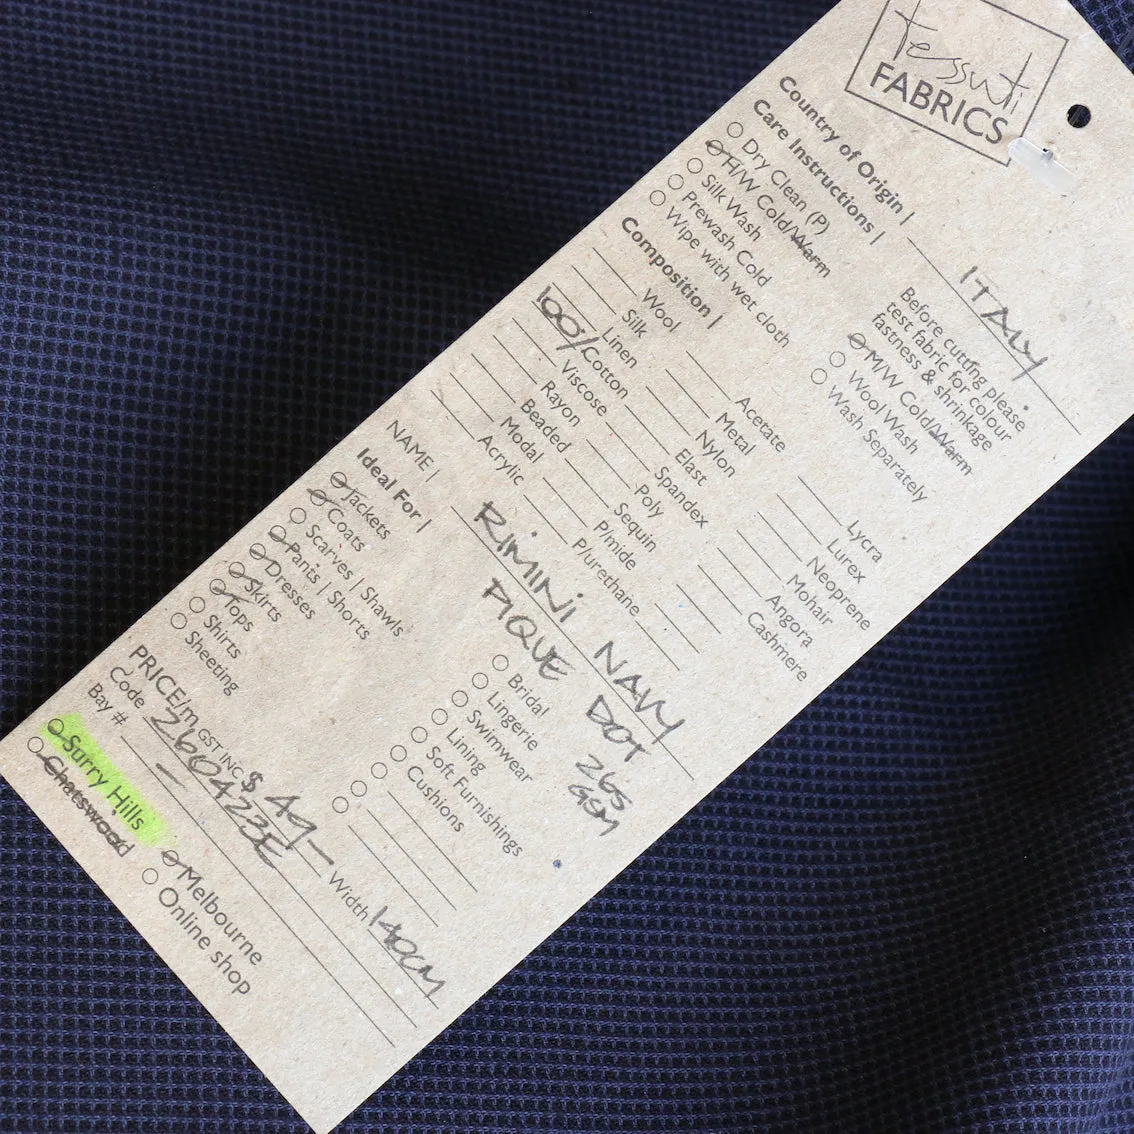 tessuti
FABRICS
Country of Origin | ITALY
Care Instructions |
Dry Clean (P)
H/W Cold/Warm
Silk Wash
Prewash Cold
Wipe with wet cloth
Before cutting please
test fabric for colour
fastness & shrinkage
M/W Cold/Warm
Wool Wash
Wash Separately
Composition |
Wool
Silk
Linen
100% Cotton
Viscose
Rayon
Beaded
Modal
Acrylic
Acetate
Metal
Nylon
Elast
Spandex
Poly
Sequin
P/mide
P/urethane
Lycra
Lurex
Neoprene
Mohair
Angora
Cashmere
NAME | RIMINI NAVY
PIQUE DOT
265
GSM
Ideal For |
Jackets
Coats
Scarves | Shawls
Pants | Shorts
Dresses
Skirts
Tops
Shirts
Sheeting
Bridal
Lingerie
Swimwear
Lining
Soft Furnishings
Cushions
PRICE/m GST INC $ 49 – Width 140CM
Code 260423E
Bay # –
Surry Hills
Chatswood
Melbourne
Online shop